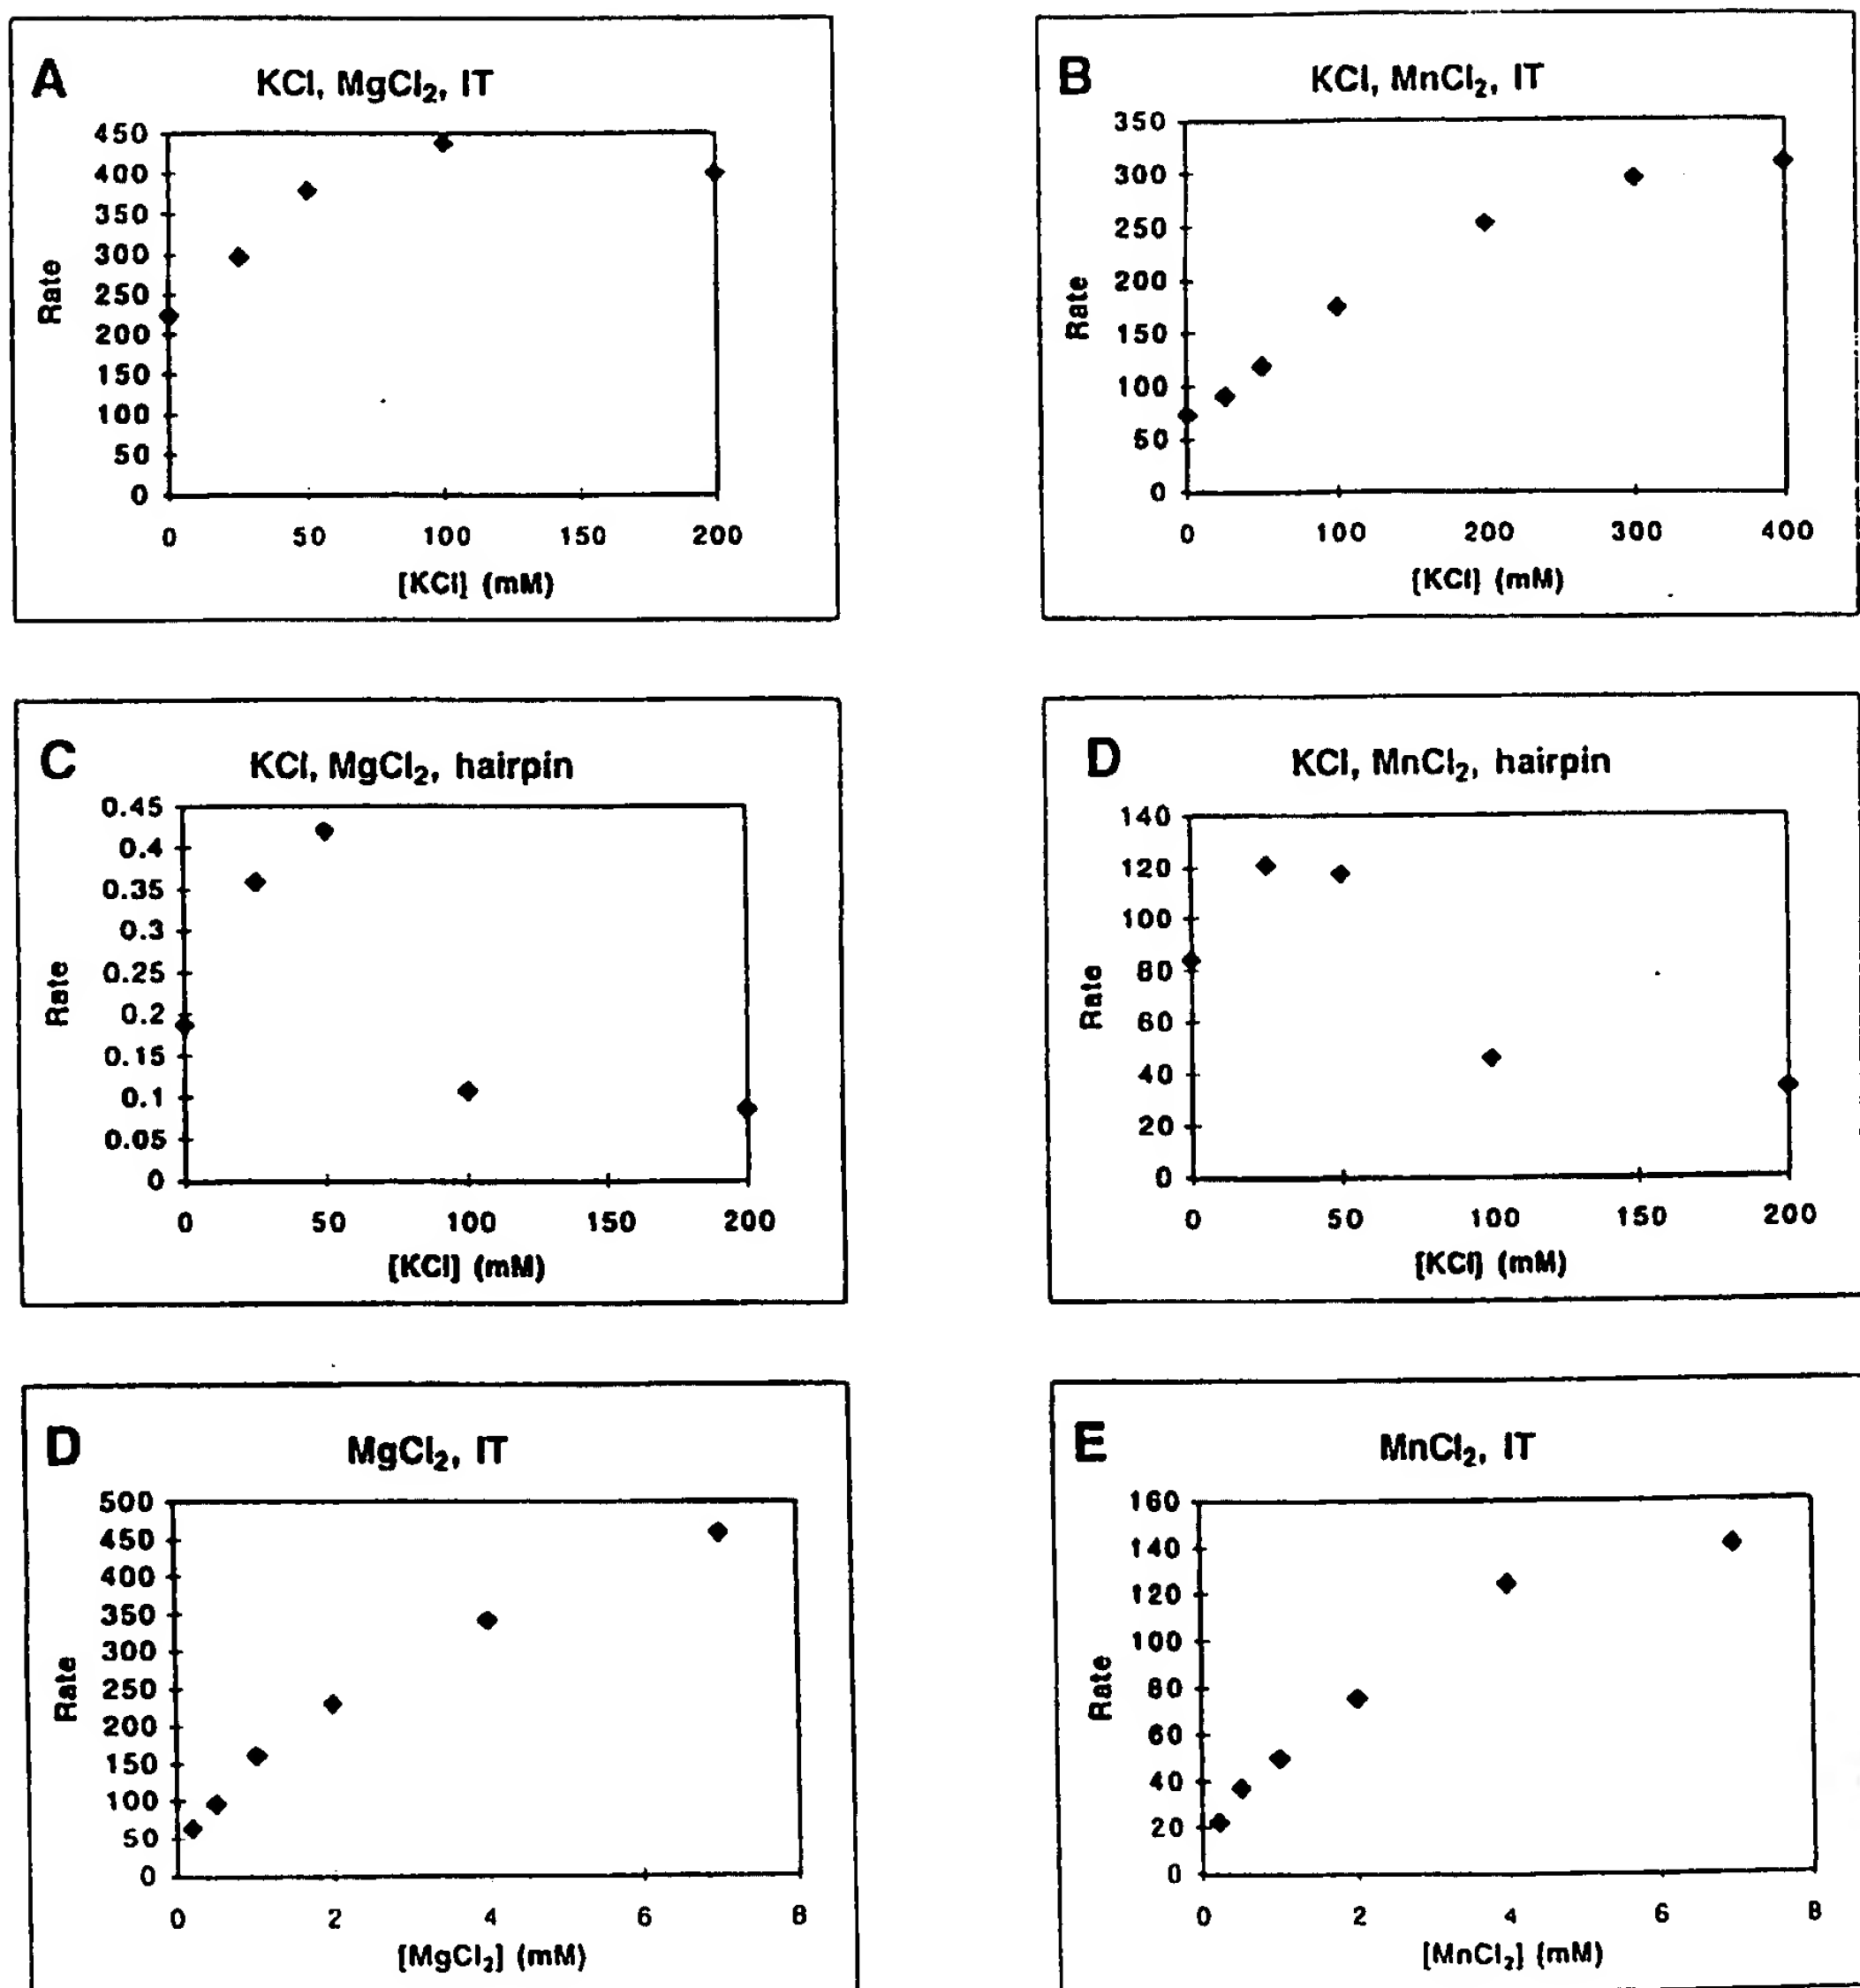 A
KCl, MgCl₂, IT
450
400
350
300
250
200
150
100
50
0
Rate
0 50 100 150 200
[KCl] (mM)
B
KCl, MnCl₂, IT
350
300
250
200
150
100
50
0
Rate
0 100 200 300 400
[KCl] (mM)
C
KCl, MgCl₂, hairpin
0.45
0.4
0.35
0.3
0.25
0.2
0.15
0.1
0.05
0
Rate
0 50 100 150 200
[KCl] (mM)
D
KCl, MnCl₂, hairpin
140
120
100
80
60
40
20
0
Rate
0 50 100 150 200
[KCl] (mM)
D
MgCl₂, IT
500
450
400
350
300
250
200
150
100
50
0
Rate
0 2 4 6 8
[MgCl₂] (mM)
E
MnCl₂, IT
160
140
120
100
80
60
40
20
0
Rate
0 2 4 6 8
[MnCl₂] (mM)